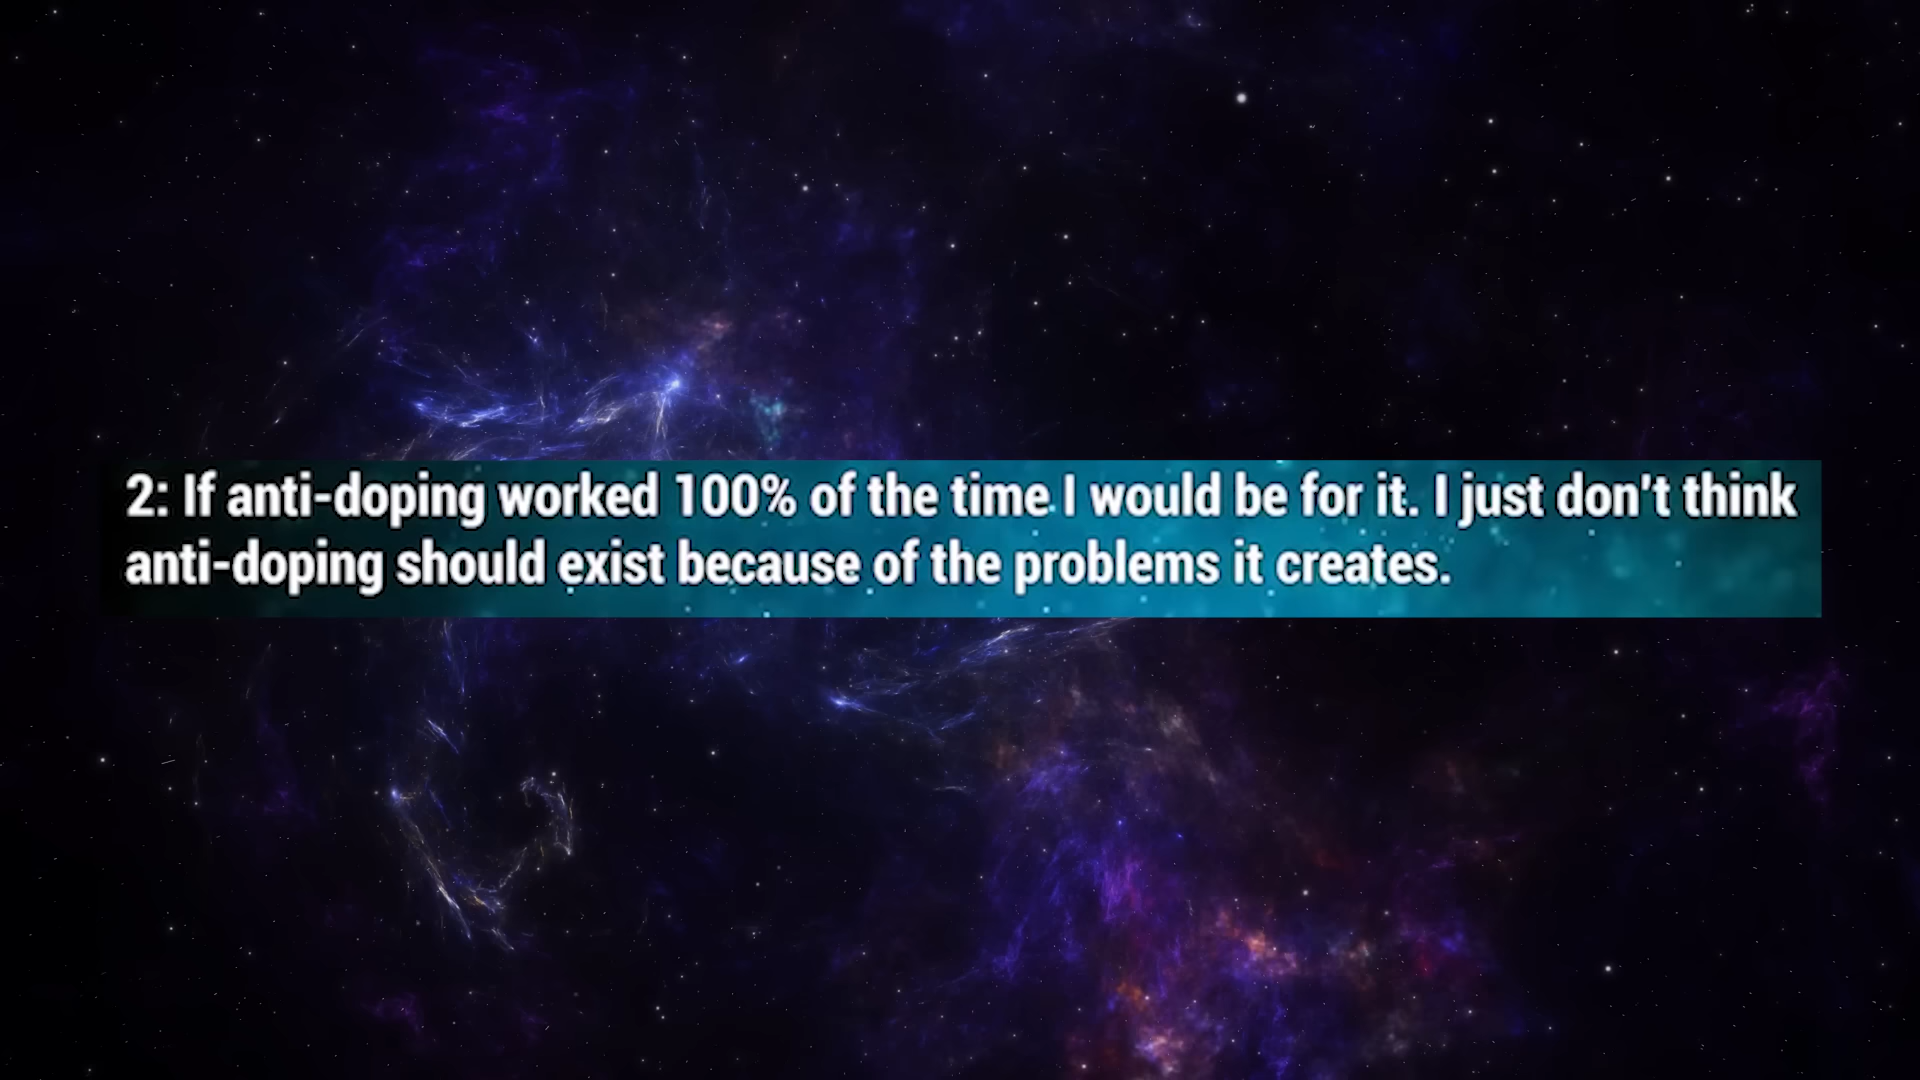 2: If anti-doping worked 100% of the time I would be for it. I just don't think
anti-doping should exist because of the problems it creates.